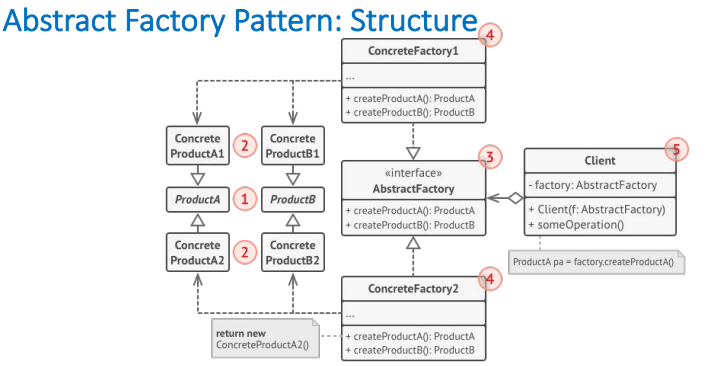 Abstract Factory Pattern: Structure
4
ConcreteFactory1
...
+ createProductA(): ProductA
+ createProductB(): ProductB
Concrete
ProductA1
2
Concrete
ProductB1
ProductA
1
ProductB
Concrete
ProductA2
2
Concrete
ProductB2
3
«interface»
AbstractFactory
+ createProductA(): ProductA
+ createProductB(): ProductB
5
Client
- factory: AbstractFactory
+ Client(f: AbstractFactory)
+ someOperation()
ProductA pa = factory.createProductA()
4
ConcreteFactory2
...
+ createProductA(): ProductA
+ createProductB(): ProductB
return new
ConcreteProductA2()